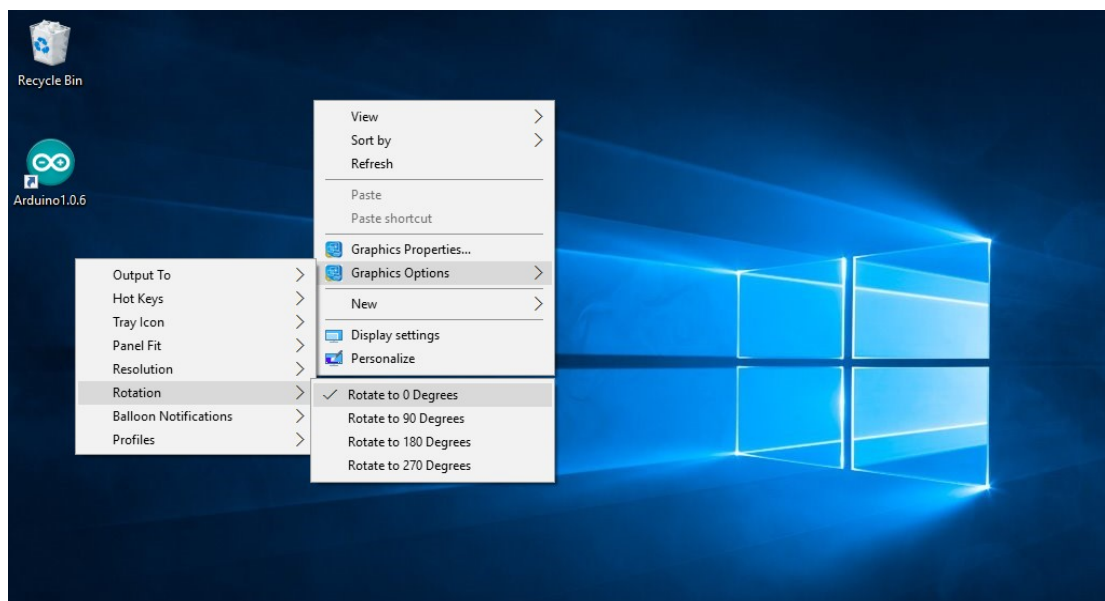 Recycle Bin
Arduino1.0.6
View
Sort by
Refresh
Paste
Paste shortcut
Graphics Properties...
Graphics Options
New
Display settings
Personalize
Output To
Hot Keys
Tray Icon
Panel Fit
Resolution
Rotation
Balloon Notifications
Profiles
Rotate to 0 Degrees
Rotate to 90 Degrees
Rotate to 180 Degrees
Rotate to 270 Degrees